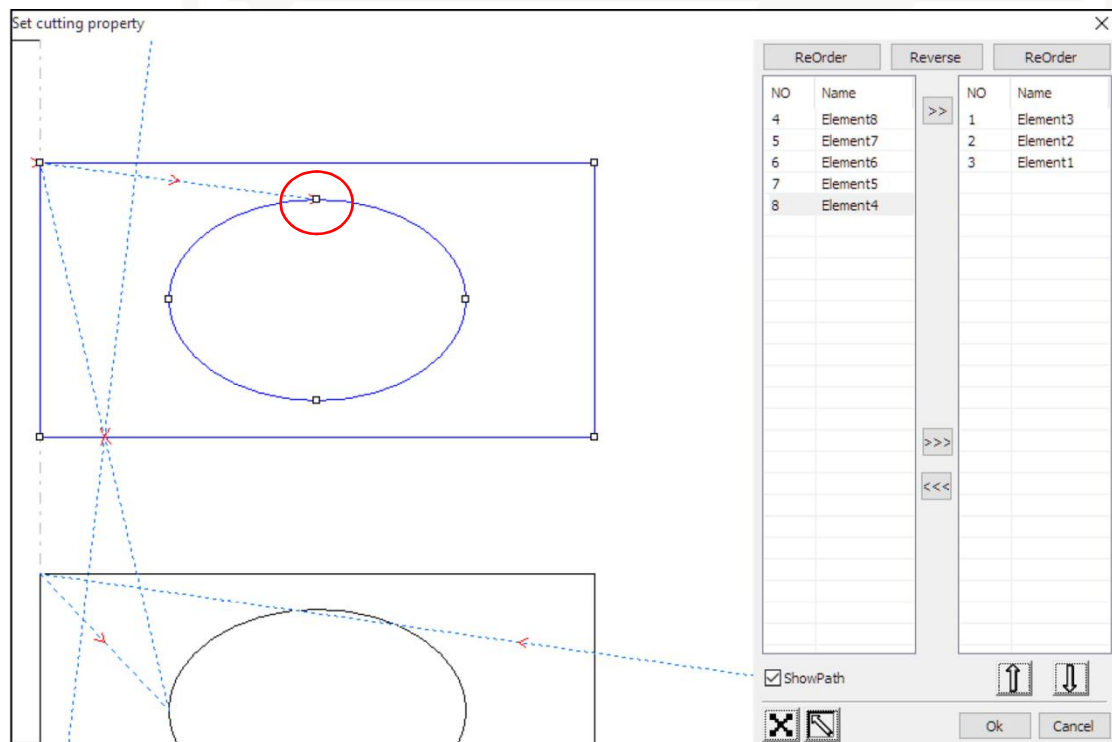 Set cutting property
ReOrder Reverse ReOrder
NO Name
4 Element8
5 Element7
6 Element6
7 Element5
8 Element4
>>
>>>
<<<
NO Name
1 Element3
2 Element2
3 Element1
ShowPath
Ok Cancel